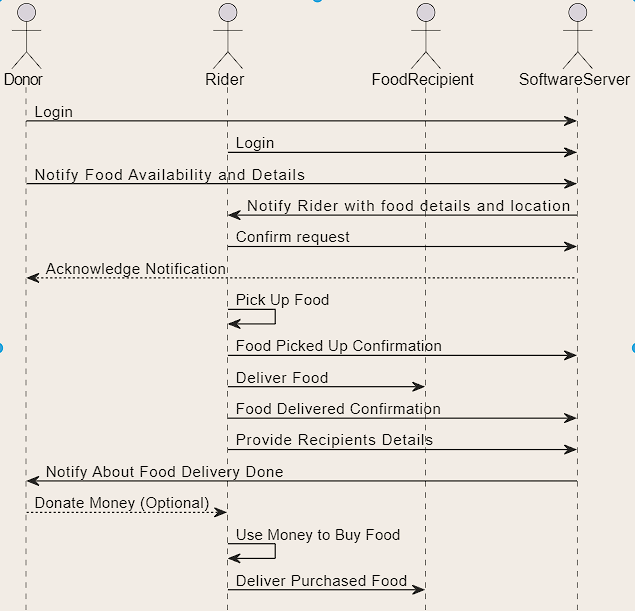 Donor
Rider
FoodRecipient
SoftwareServer
Login
Login
Notify Food Availability and Details
Notify Rider with food details and location
Confirm request
Acknowledge Notification
Pick Up Food
Food Picked Up Confirmation
Deliver Food
Food Delivered Confirmation
Provide Recipients Details
Notify About Food Delivery Done
Donate Money (Optional)
Use Money to Buy Food
Deliver Purchased Food